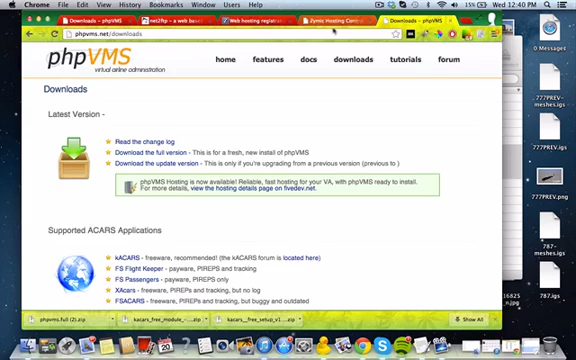 Chrome File Edit View History Bookmarks Window Help
15% Wed 12:40 PM
Downloads – phpVMS
net2ftp – a web bas
Web hosting registrat
Zymic Hosting Contr
Downloads – phpVMS
phpvms.net/downloads
phpVMS
virtual airline administration
home features docs downloads tutorials forum
Downloads
Latest Version -
Read the change log
Download the full version - This is for a fresh, new install of phpVMS
Download the update version - This is only if you're upgrading from a previous version (previous to )
phpVMS Hosting is now available! Reliable, fast hosting for your VA, with phpVMS ready to install.
For more details, view the hosting details page on fivedev.net.
Supported ACARS Applications
kACARS - freeware, recommended! (the kACARS forum is located here)
FS Flight Keeper - payware, PIREPS and tracking
FS Passengers - payware, PIREPS only
XAcars - freeware, PIREPS, but no log
FSACARS - freeware, PIREPS and tracking, but buggy and outdated
phpvms.full (2).zip
kacars_free_module_-....zip
kacars__free_setup_v1....zip
Show All
0 Messages
777PREV-
meshes.igs
777PREV.igs
777PREV.png
787-
meshes.igs
787.igs